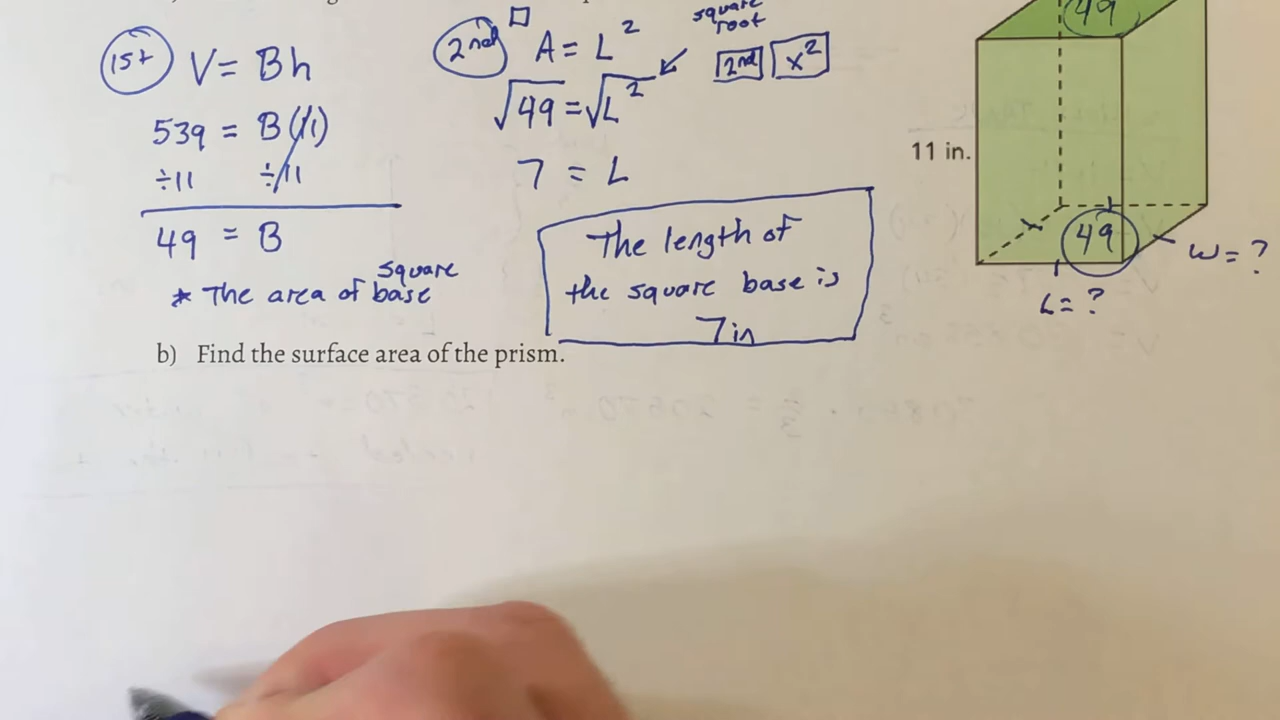 1st V = Bh
539 = B(11)
÷11 ÷11
49 = B
* The area of square base
2nd A = L²
√49 = √L²
7 = L
square root
2nd x²
The length of
the square base is
7in
49
11 in.
49
w = ?
L = ?
b) Find the surface area of the prism.